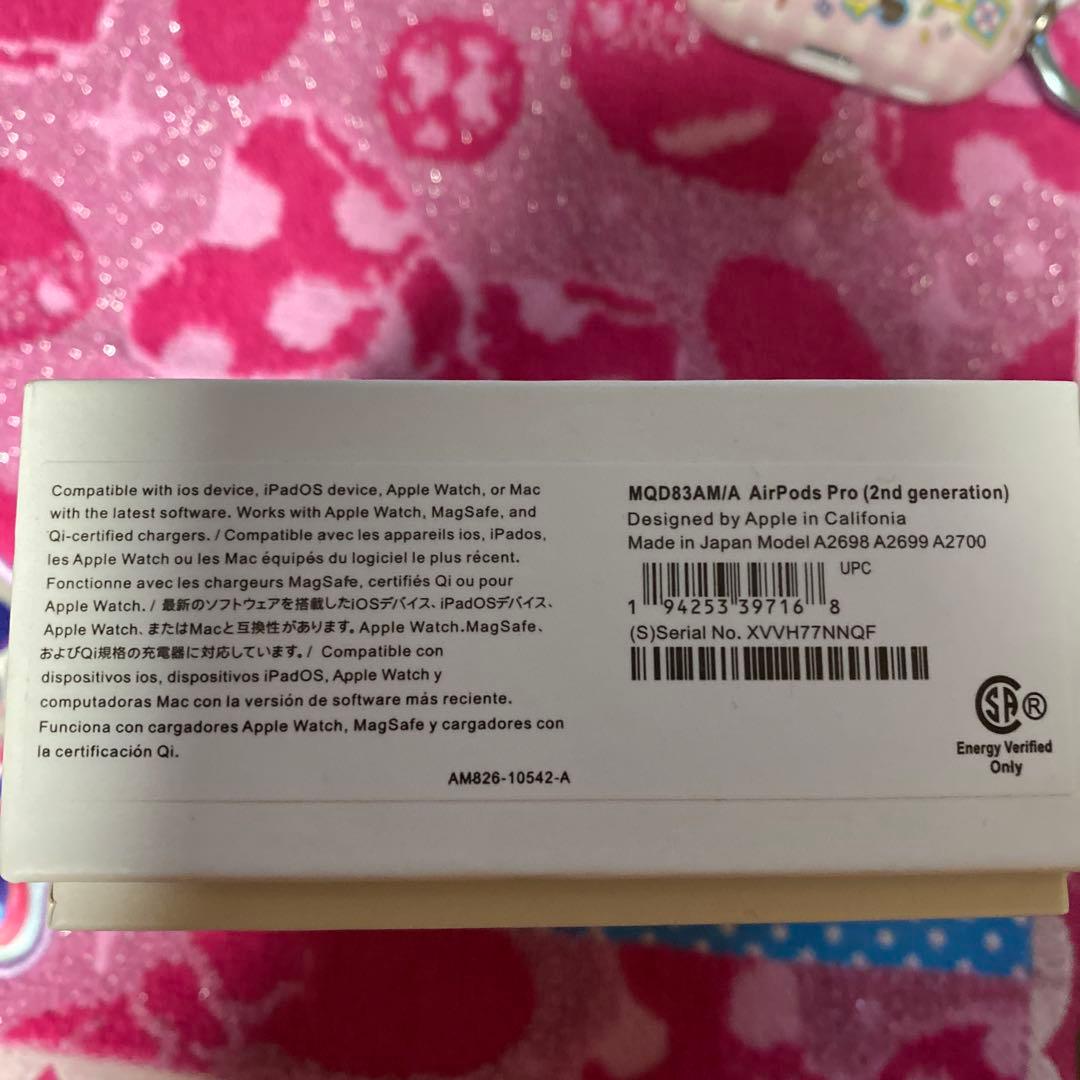 Compatible with ios device, iPadOS device, Apple Watch, or Mac
with the latest software. Works with Apple Watch, MagSafe, and
Qi-certified chargers. / Compatible avec les appareils ios, iPados,
les Apple Watch ou les Mac équipés du logiciel le plus récent.
Fonctionne avec les chargeurs MagSafe, certifiés Qi ou pour
Apple Watch. / 最新のソフトウェアを搭載したiOSデバイス、iPadOSデバイス、
Apple Watch、またはMacと互換性があります。Apple Watch.MagSafe、
およびQi規格の充電器に対応しています。/ Compatible con
dispositivos ios, dispositivos iPadOS, Apple Watch y
computadoras Mac con la versión de software más reciente.
Funciona con cargadores Apple Watch, MagSafe y cargadores con
la certificación Qi.
AM826-10542-A
MQD83AM/A AirPods Pro (2nd generation)
Designed by Apple in Califonia
Made in Japan Model A2698 A2699 A2700
UPC
1 94253 39716 8
(S)Serial No. XVVH77NNQF
SA ®
Energy Verified
Only